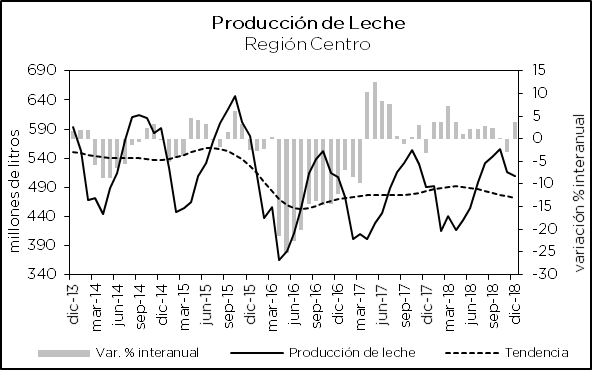 Producción de Leche
Región Centro
millones de litros
690
640
590
540
490
440
390
340
15
10
5
0
-5
-10
-15
-20
-25
-30
variación % interanual
dic-13
mar-14
jun-14
sep-14
dic-14
mar-15
jun-15
sep-15
dic-15
mar-16
jun-16
sep-16
dic-16
mar-17
jun-17
sep-17
dic-17
mar-18
jun-18
sep-18
dic-18
Var. % interanual
Producción de leche
Tendencia